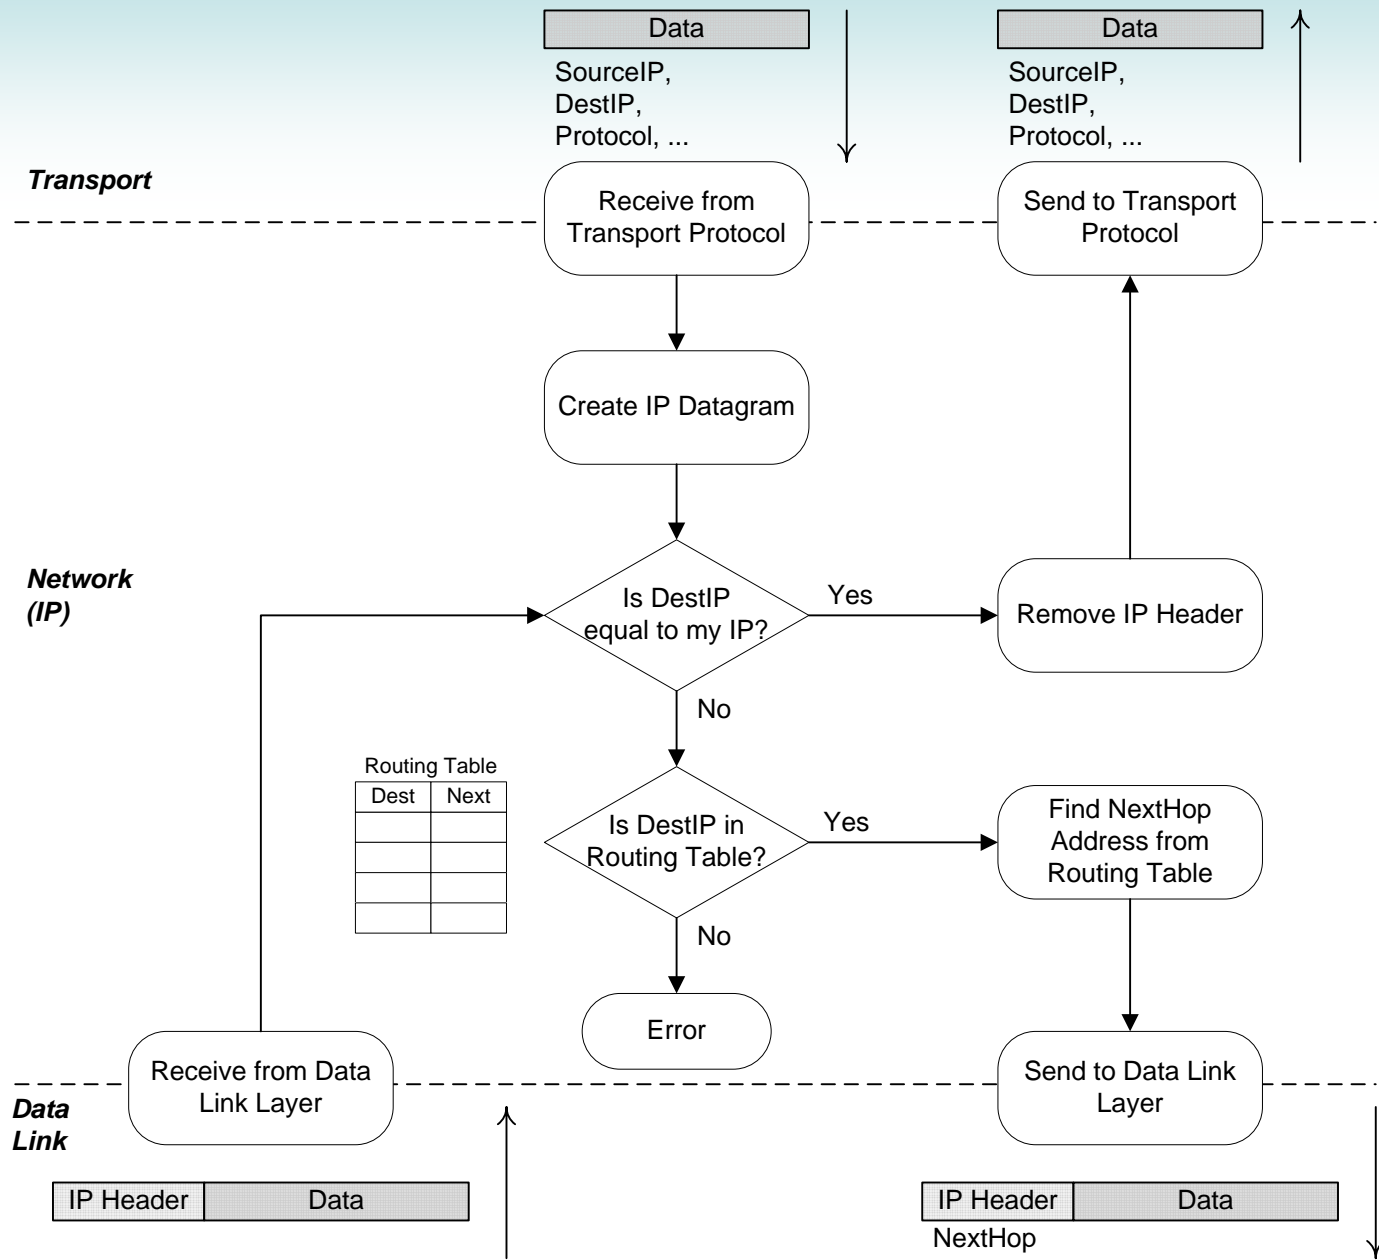 Data
Data
SourceIP,
DestIP,
Protocol, ...
SourceIP,
DestIP,
Protocol, ...
Transport
Receive from
Transport Protocol
Send to Transport
Protocol
Create IP Datagram
Network
(IP)
Is DestIP
equal to my IP?
Yes
Remove IP Header
No
Routing Table
Dest Next
Is DestIP in
Routing Table?
Yes
Find NextHop
Address from
Routing Table
No
Error
Receive from Data
Link Layer
Send to Data Link
Layer
Data
Link
IP Header Data
IP Header Data
NextHop